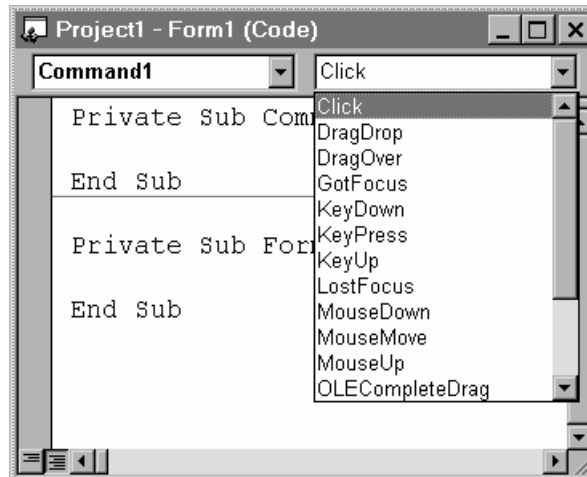 Project1 - Form1 (Code)
Command1
Click
Private Sub Com
End Sub
Private Sub For
End Sub
Click
DragDrop
DragOver
GotFocus
KeyDown
KeyPress
KeyUp
LostFocus
MouseDown
MouseMove
MouseUp
OLECompleteDrag